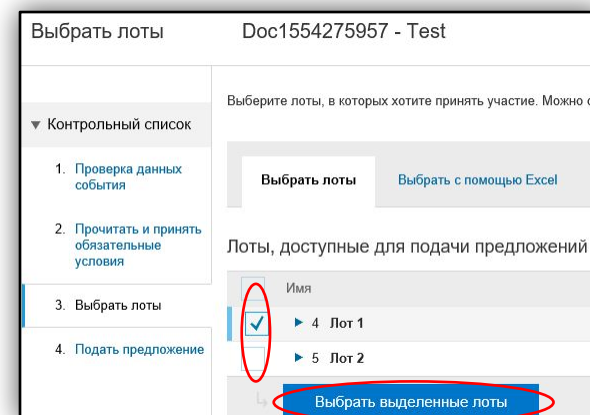 Выбрать лоты
Doc1554275957 - Test
Выберите лоты, в которых хотите принять участие. Можно
▼ Контрольный список
1. Проверка данных
события
2. Прочитать и принять
обязательные
условия
3. Выбрать лоты
4. Подать предложение
Выбрать лоты
Выбрать с помощью Excel
Лоты, доступные для подачи предложений
Имя
► 4 Лот 1
► 5 Лот 2
Выбрать выделенные лоты